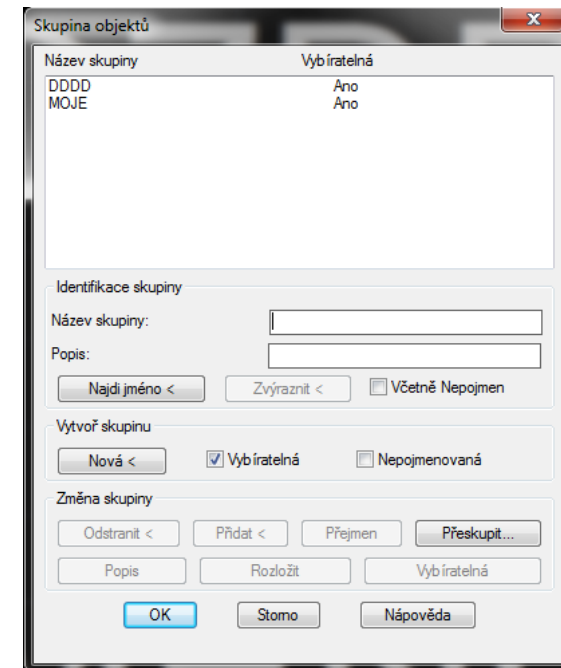 Skupina objektů
Název skupiny Vybíratelná
DDDD Ano
MOJE Ano
Identifikace skupiny
Název skupiny:
Popis:
Najdi jméno < Zvýraznit < Včetně Nepojmen
Vytvoř skupinu
Nová < Vybíratelná Nepojmenovaná
Změna skupiny
Odstranit < Přidat < Přejmen Přeskupit...
Popis Rozložit Vybíratelná
OK Storno Nápověda